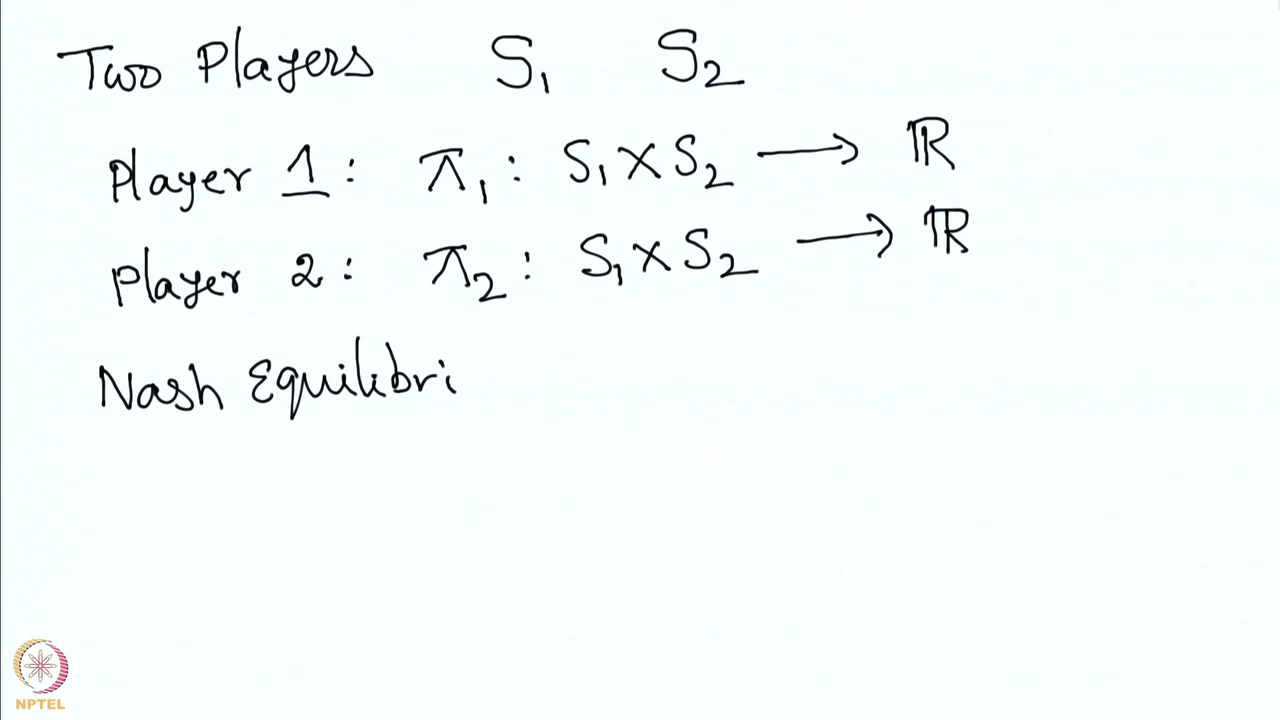 Two Players S₁ S₂
Player 1 : π₁ : S₁ × S₂ ⟶ ℝ
Player 2 : π₂ : S₁ × S₂ ⟶ ℝ
Nash Equilibri
NPTEL